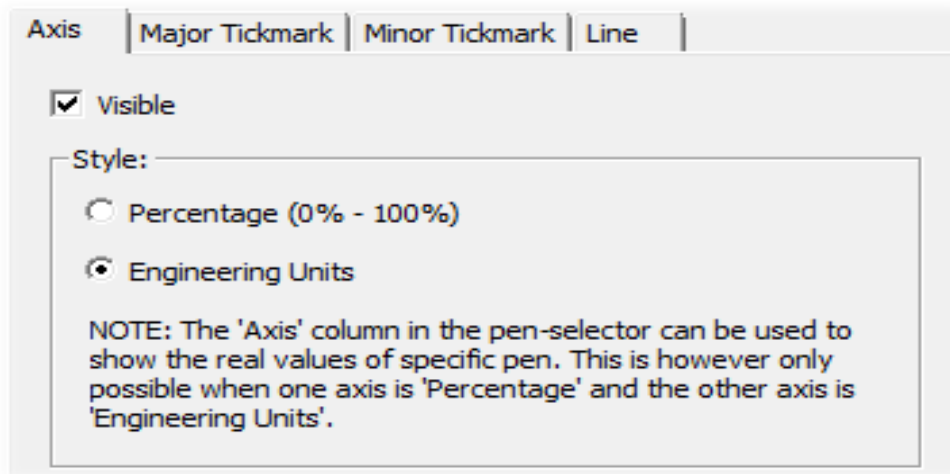 Axis Major Tickmark Minor Tickmark Line
Visible
Style:
Percentage (0% - 100%)
Engineering Units
NOTE: The 'Axis' column in the pen-selector can be used to
show the real values of specific pen. This is however only
possible when one axis is 'Percentage' and the other axis is
'Engineering Units'.